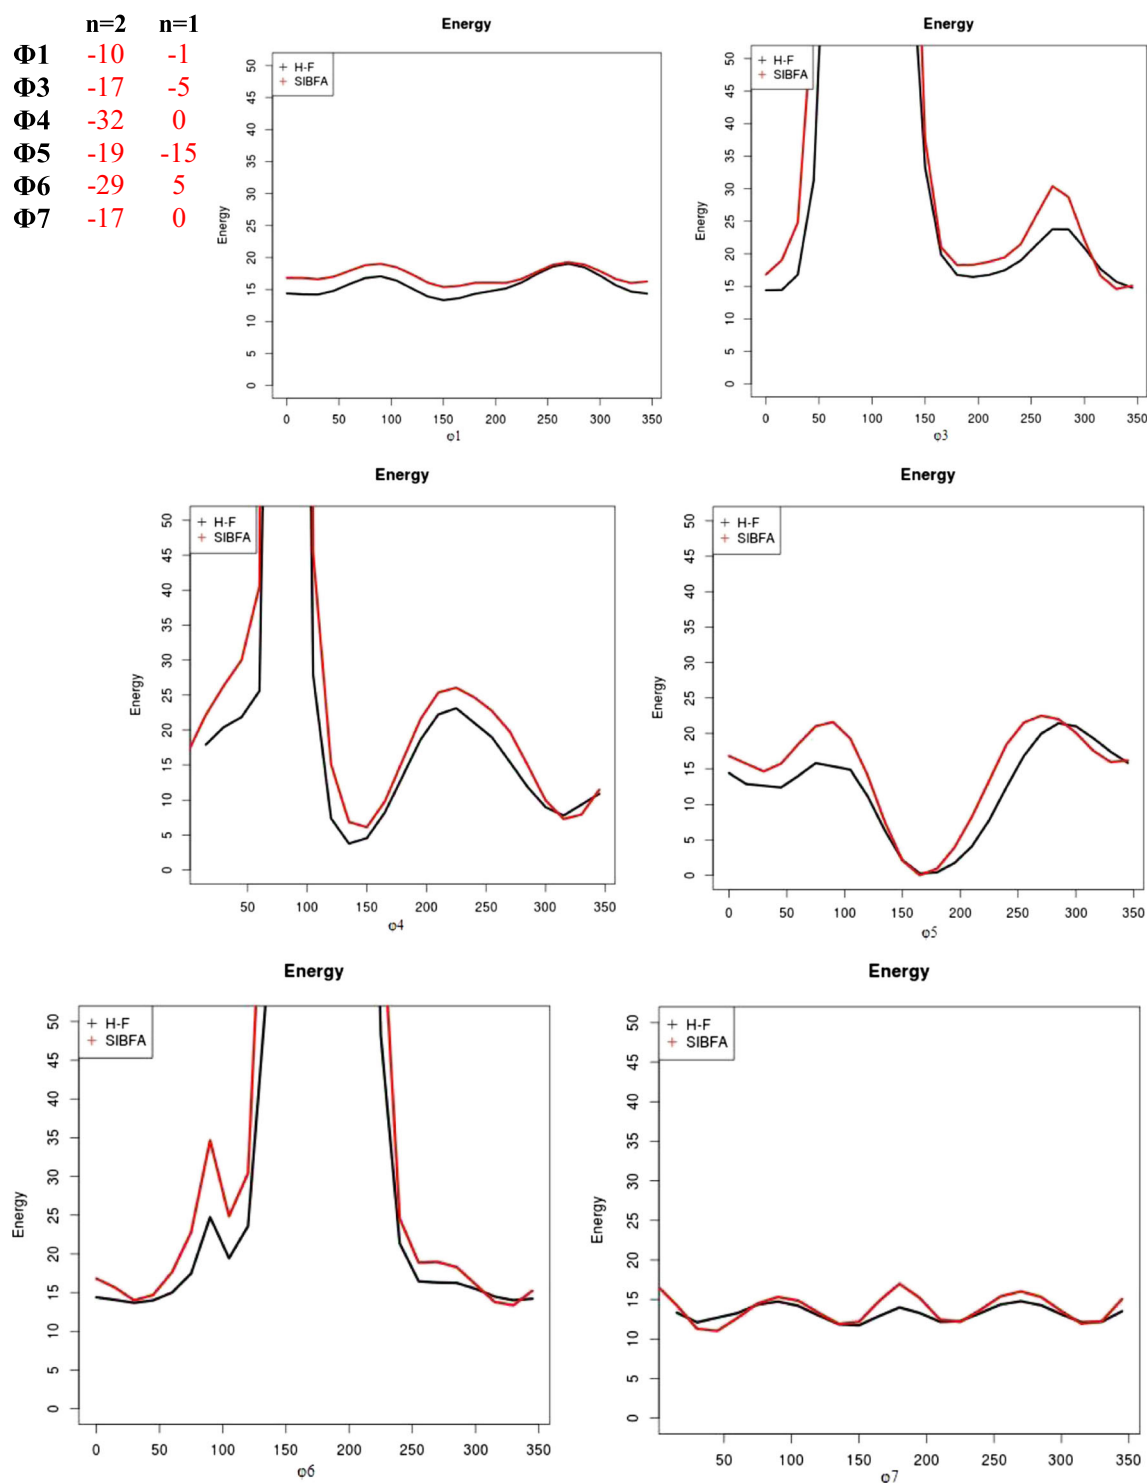 n=2 n=1
Φ1 -10 -1
Φ3 -17 -5
Φ4 -32 0
Φ5 -19 -15
Φ6 -29 5
Φ7 -17 0
Energy
H-F
SIBFA
Energy
50
45
40
35
30
25
20
15
10
5
0
0 50 100 150 200 250 300 350
φ1
Energy
H-F
SIBFA
Energy
50
45
40
35
30
25
20
15
10
5
0
0 50 100 150 200 250 300 350
φ3
Energy
H-F
SIBFA
Energy
50
45
40
35
30
25
20
15
10
5
0
50 100 150 200 250 300 350
φ4
Energy
H-F
SIBFA
Energy
50
45
40
35
30
25
20
15
10
5
0
0 50 100 150 200 250 300 350
φ5
Energy
H-F
SIBFA
Energy
50
45
40
35
30
25
20
15
10
5
0
0 50 100 150 200 250 300 350
φ6
Energy
H-F
SIBFA
Energy
50
45
40
35
30
25
20
15
10
5
0
50 100 150 200 250 300 350
φ7